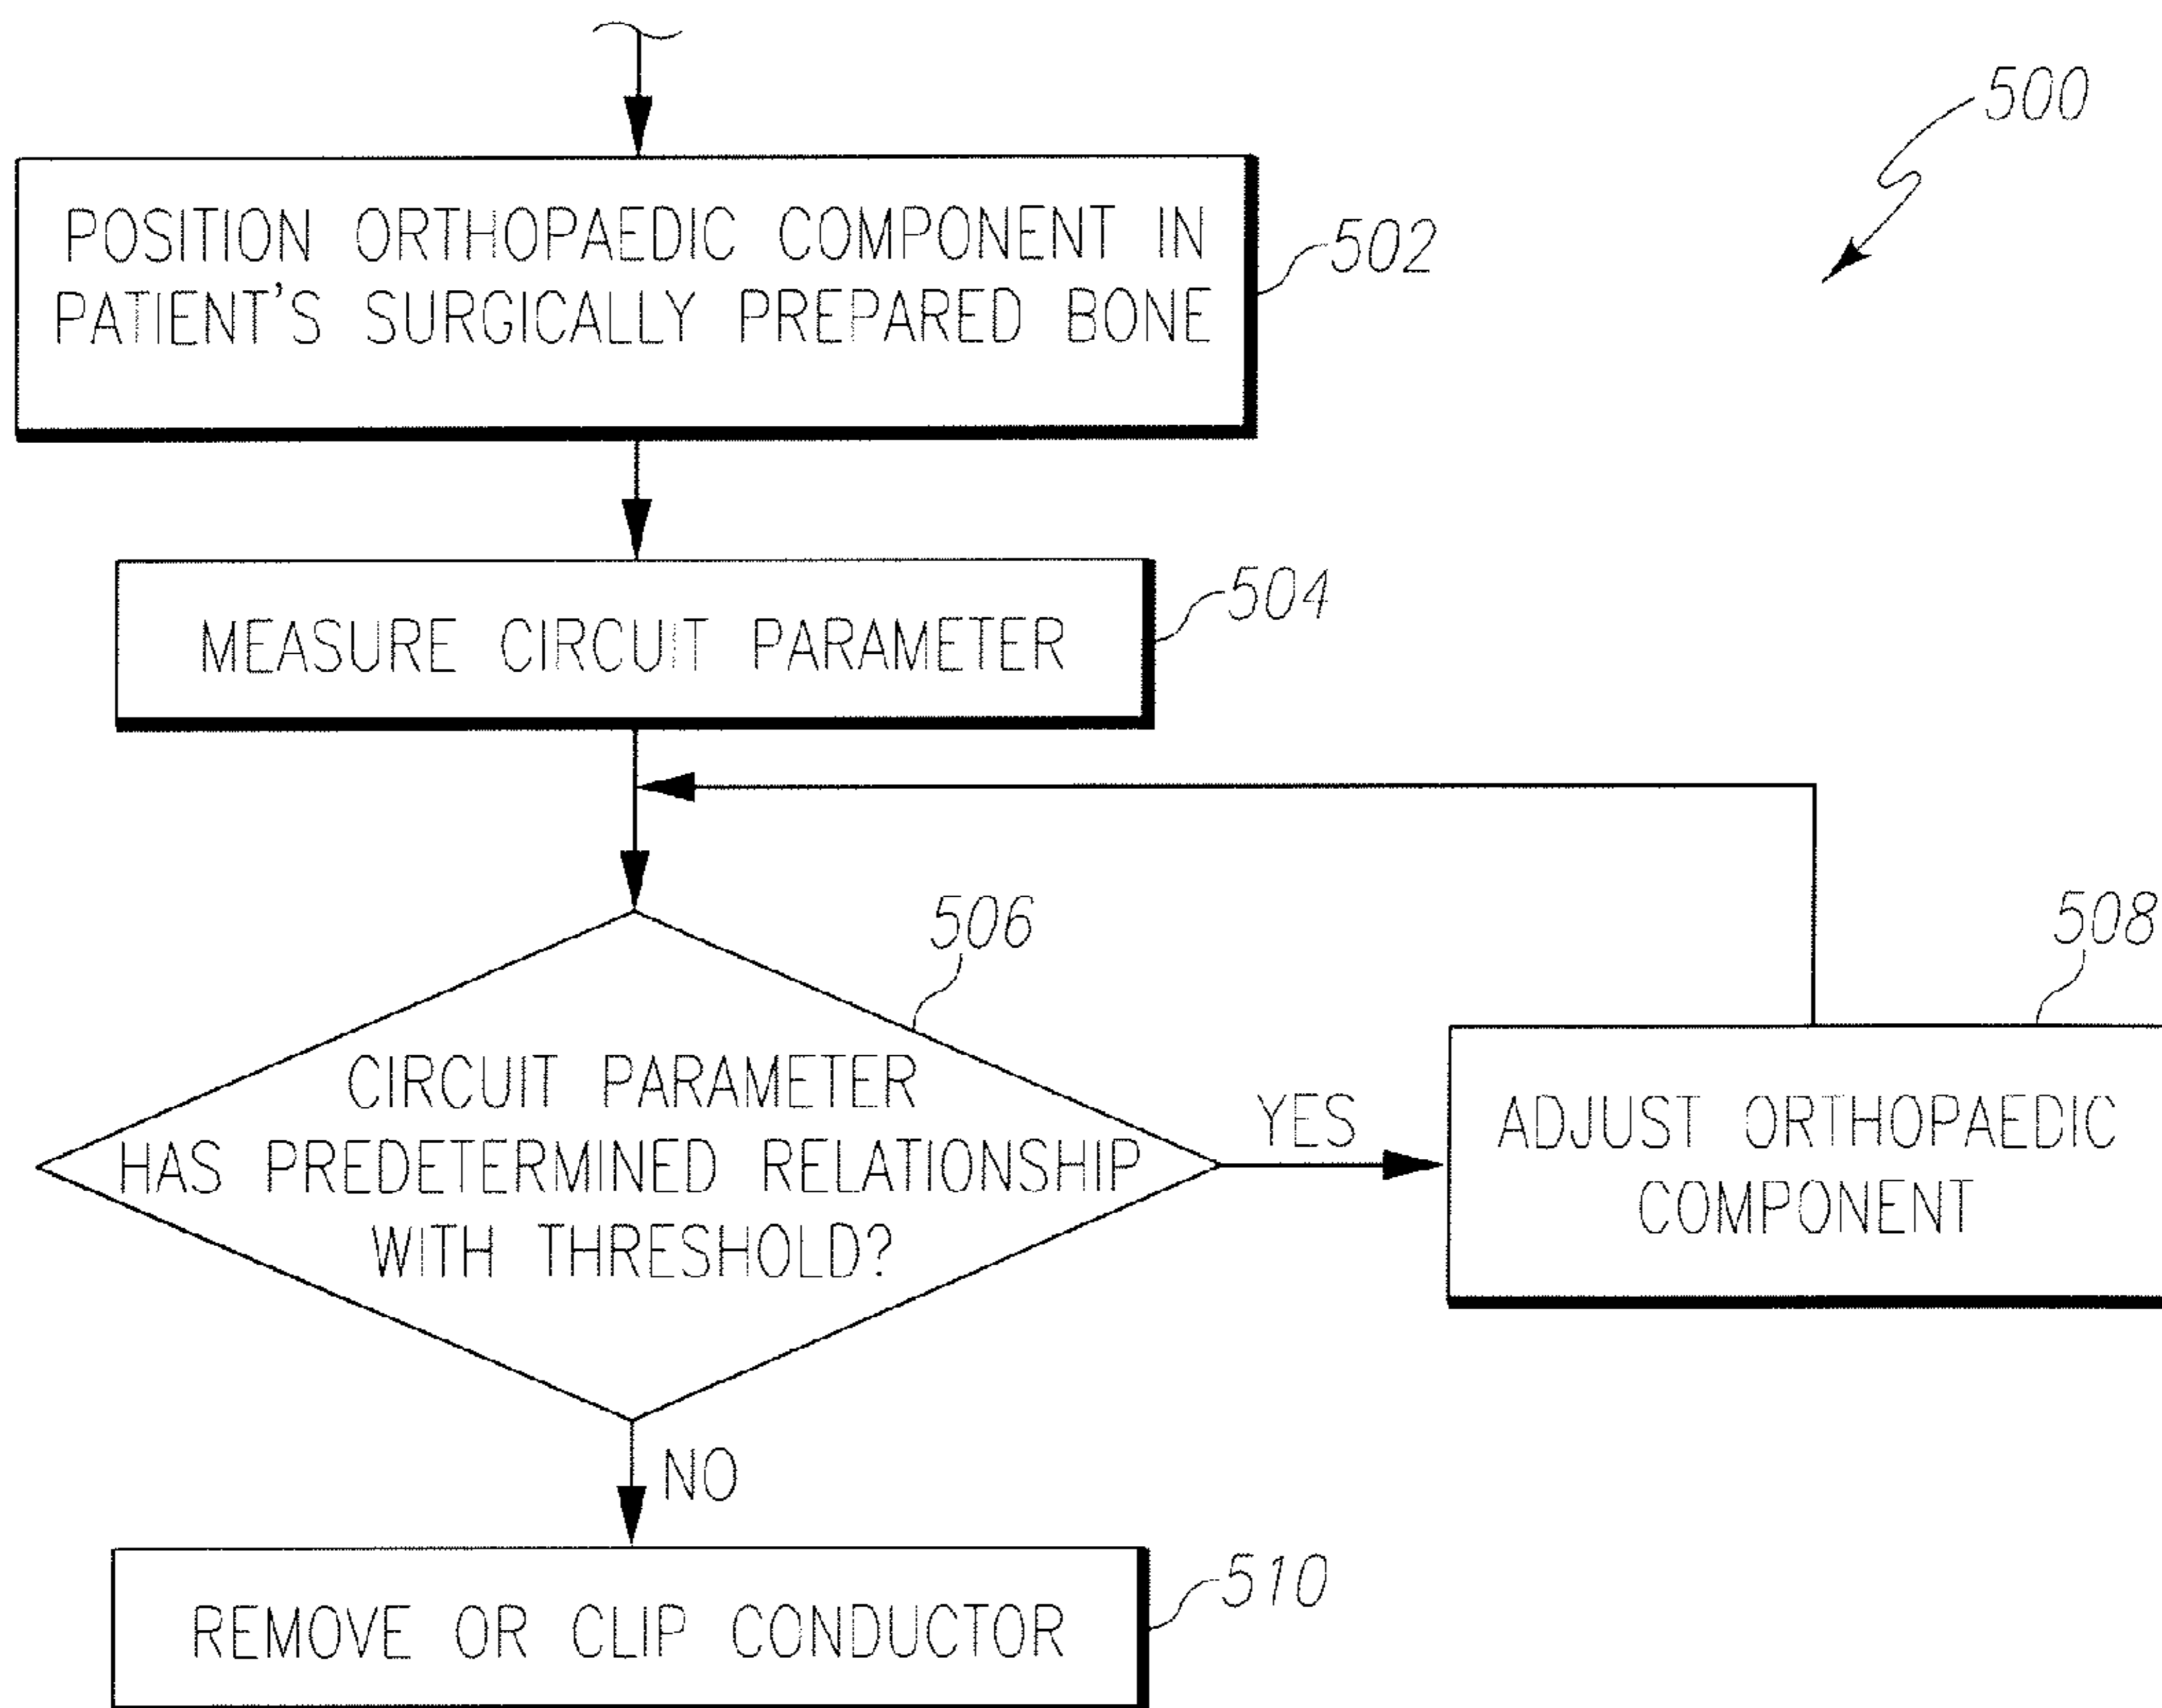 500
POSITION ORTHOPAEDIC COMPONENT IN
PATIENT'S SURGICALLY PREPARED BONE
502
MEASURE CIRCUIT PARAMETER
504
506
CIRCUIT PARAMETER
HAS PREDETERMINED RELATIONSHIP
WITH THRESHOLD?
YES
508
ADJUST ORTHOPAEDIC
COMPONENT
NO
REMOVE OR CLIP CONDUCTOR
510